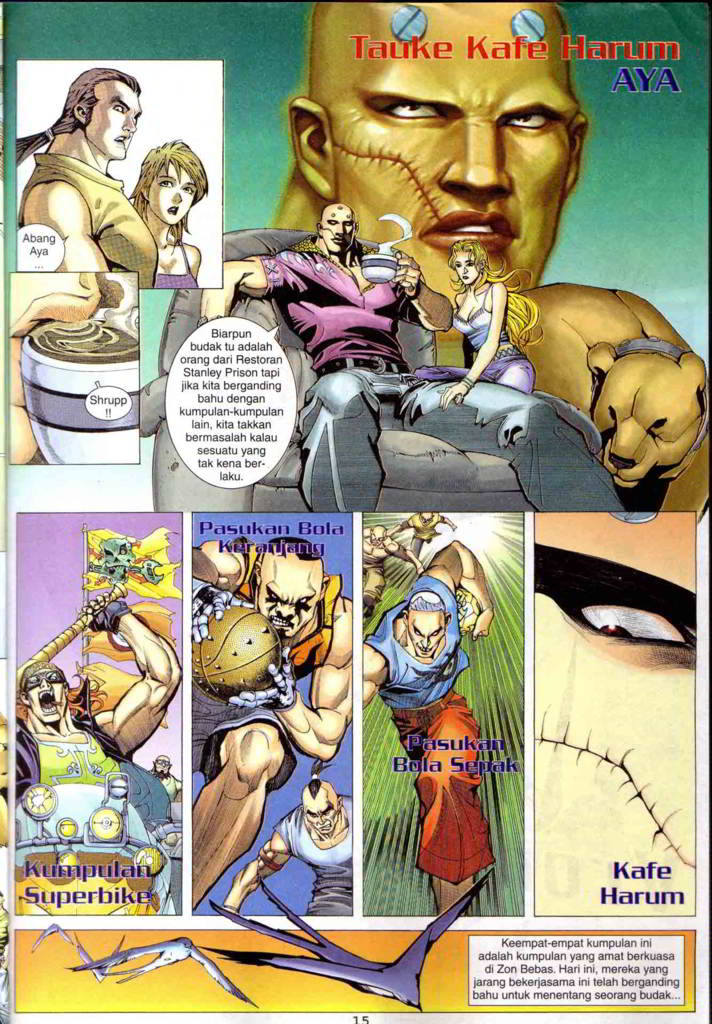 Tauke Kafe Harum
AYA
Abang
Aya
...
Shrupp
!!
Biarpun
budak tu adalah
orang dari Restoran
Stanley Prison tapi
jika kita berganding
bahu dengan
kumpulan-kumpulan
lain, kita takkan
bermasalah kalau
sesuatu yang
tak kena ber-
laku.
Kumpulan
Superbike
Pasukan Bola
Keranjang
Pasukan
Bola Sepak
Kafe
Harum
Keempat-empat kumpulan ini
adalah kumpulan yang amat berkuasa
di Zon Bebas. Hari ini, mereka yang
jarang bekerjasama ini telah berganding
bahu untuk menentang seorang budak...
15